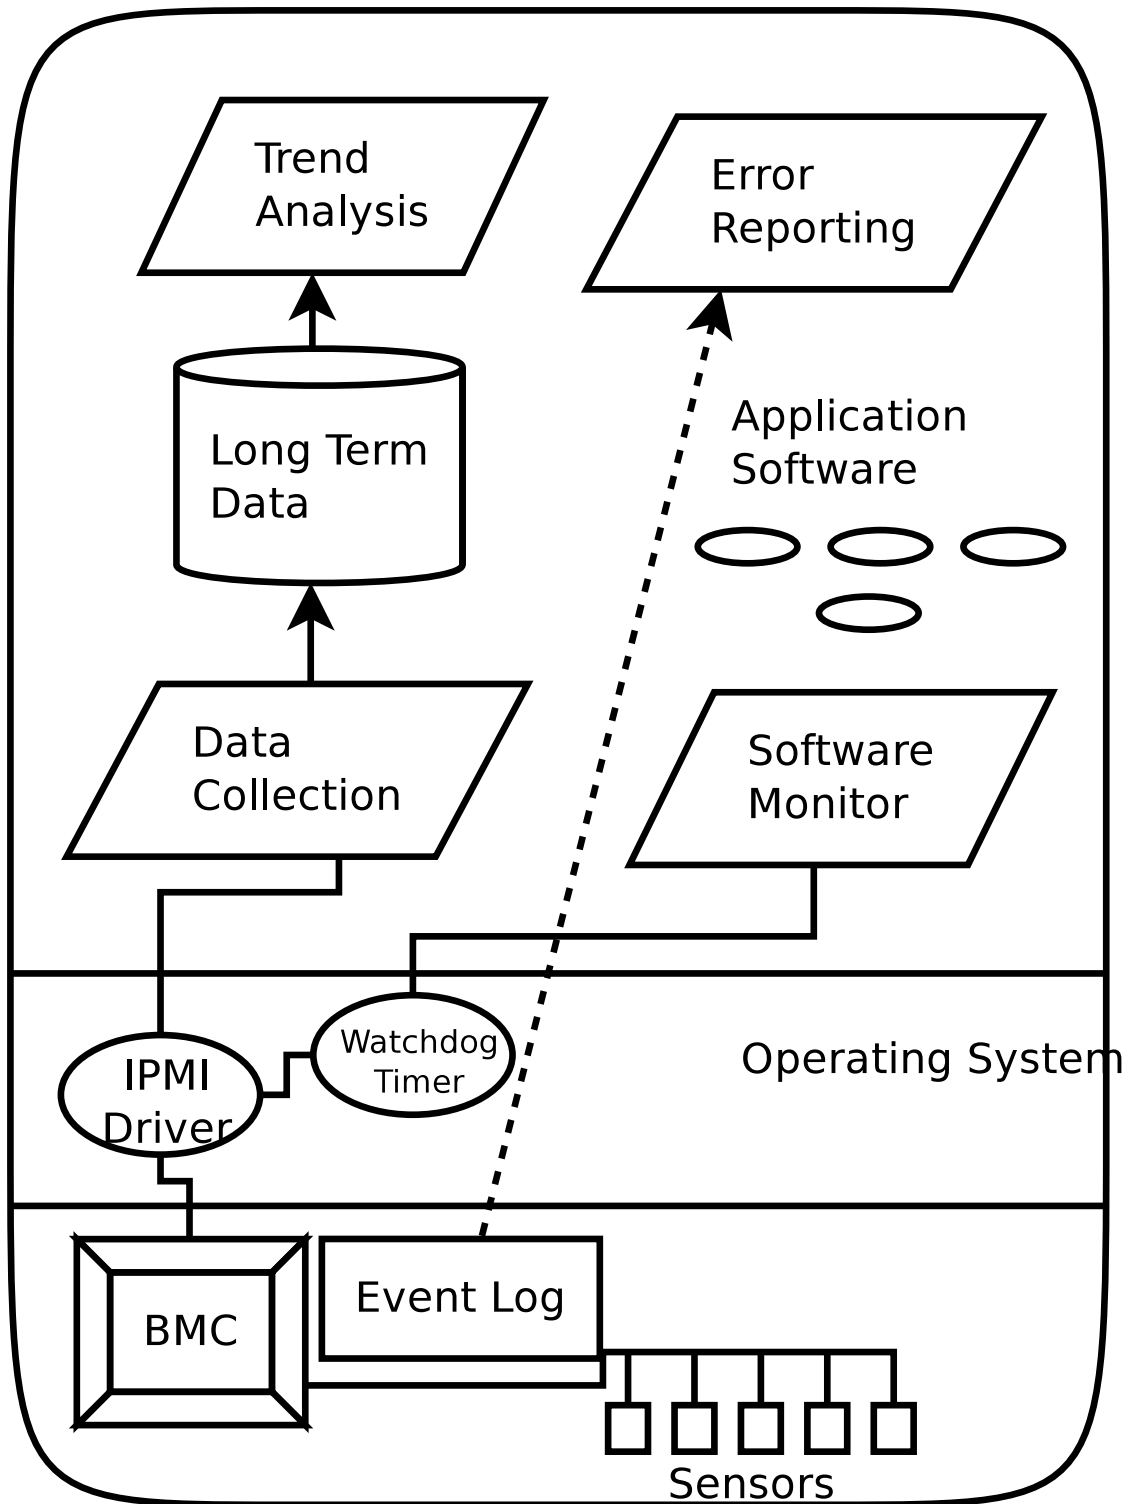 Trend
Analysis
Error
Reporting
Long Term
Data
Application
Software
Data
Collection
Software
Monitor
IPMI
Driver
Watchdog
Timer
Operating System
BMC
Event Log
Sensors